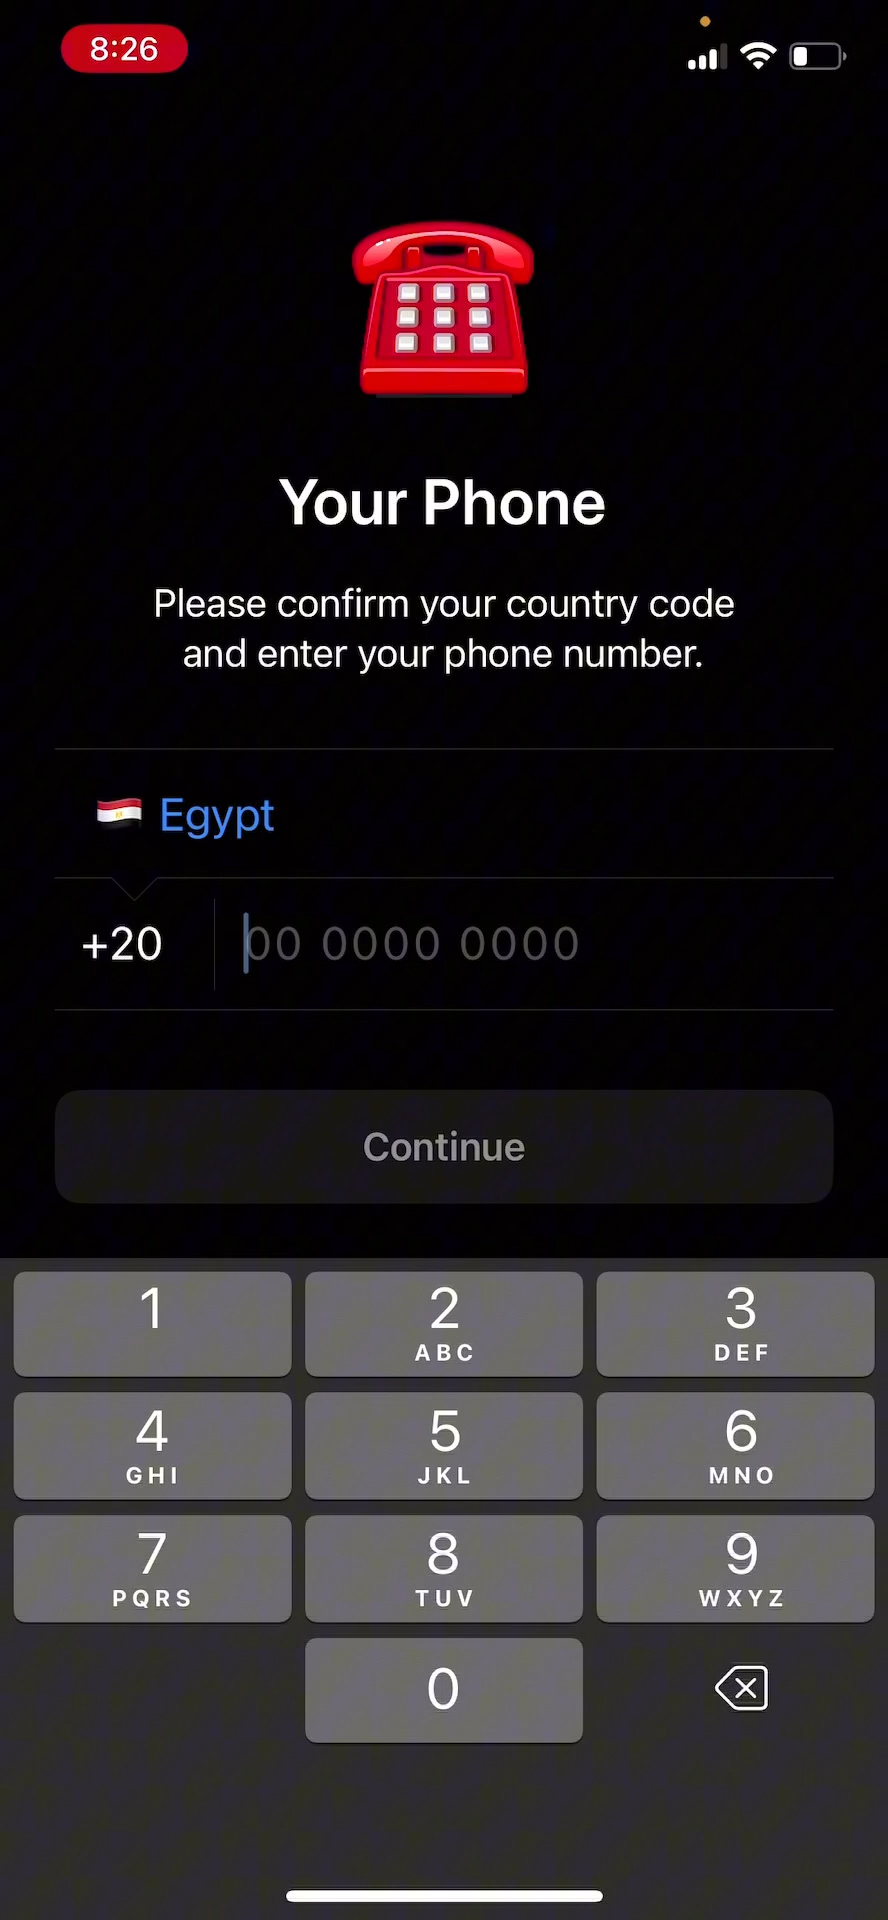 8:26
Your Phone
Please confirm your country code
and enter your phone number.
Egypt
+20 00 0000 0000
Continue
1 2 3
ABC DEF
4 5 6
GHI JKL MNO
7 8 9
PQRS TUV WXYZ
0